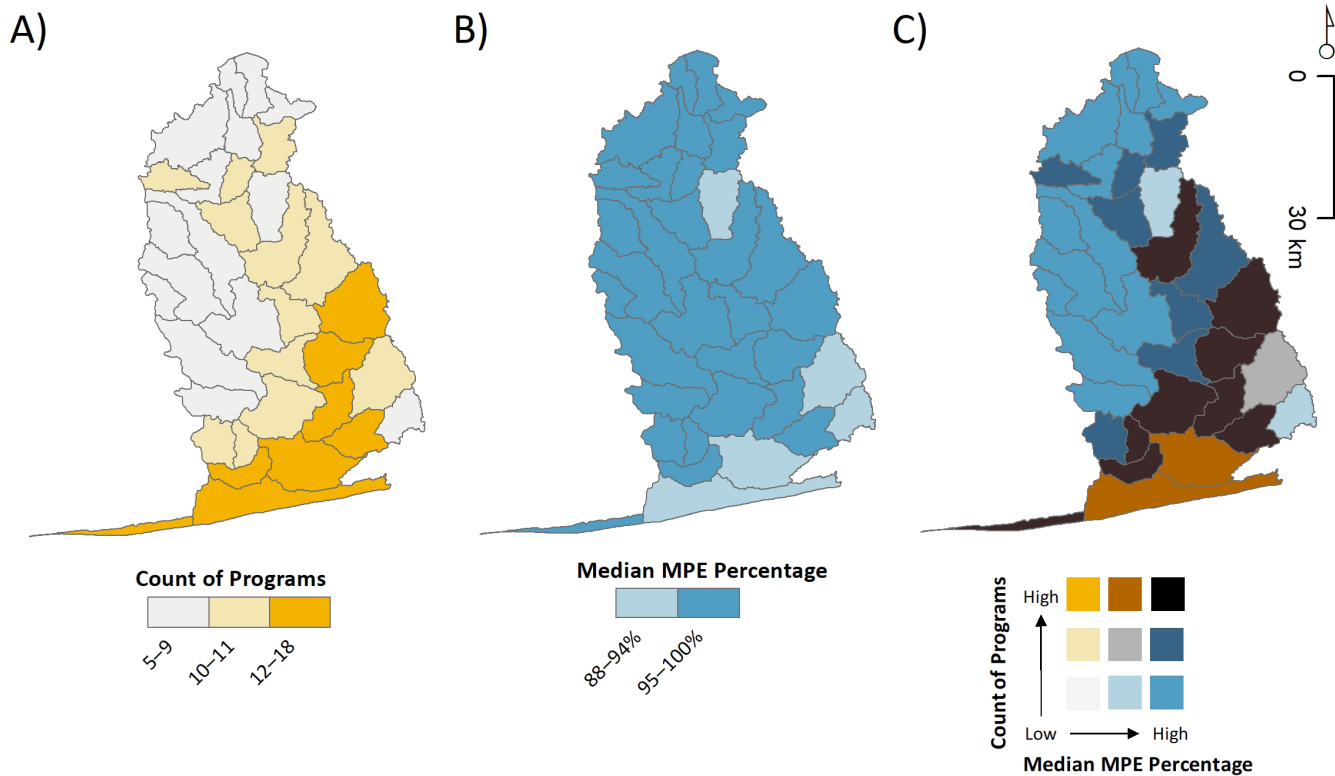 A)
B)
C)
0
30 km
Count of Programs
5–9
10–11
12–18
Median MPE Percentage
88–94%
95–100%
Count of Programs
High
Low
High
Median MPE Percentage